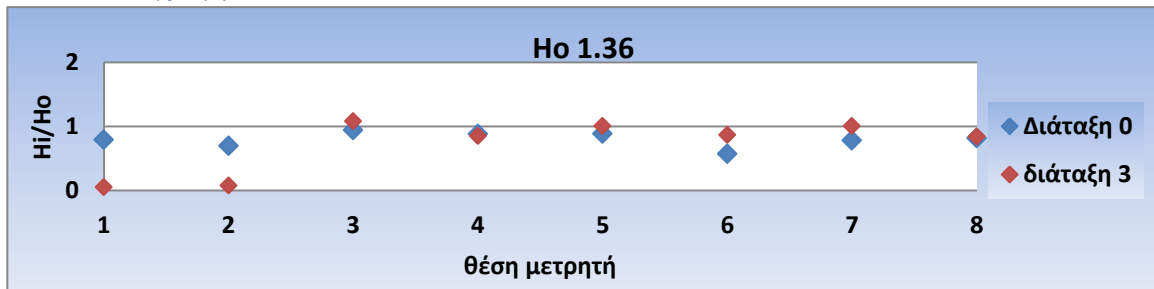 Ho 1.36
2
1
0
Hi/Ho
1 2 3 4 5 6 7 8
θέση μετρητή
Διάταξη 0
διάταξη 3